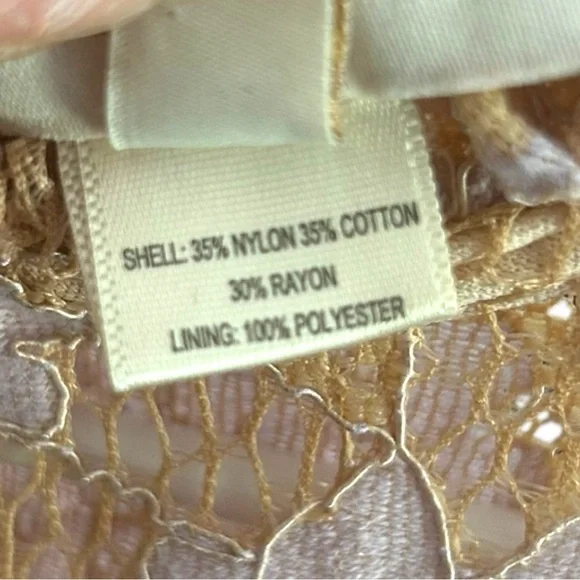 SHELL: 35% NYLON 35% COTTON
30% RAYON
LINING: 100% POLYESTER